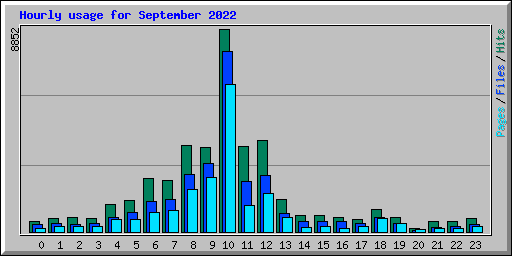 Hourly usage for September 2022
8852
Pages/Files/Hits
0 1 2 3 4 5 6 7 8 9 10 11 12 13 14 15 16 17 18 19 20 21 22 23